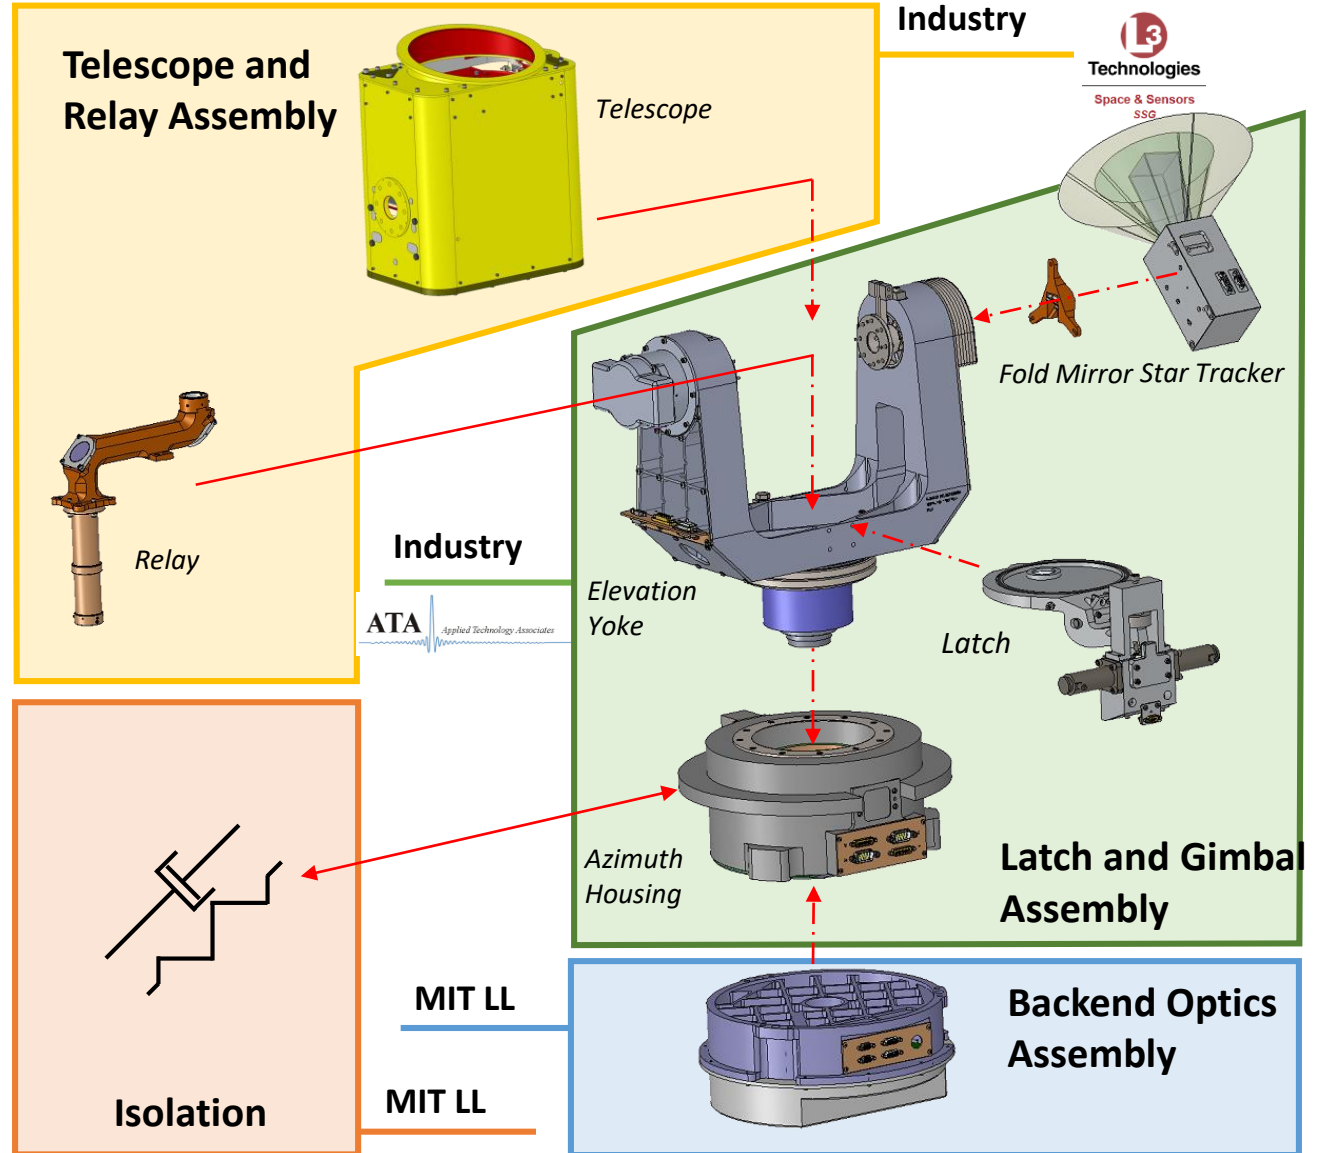 Industry
L3
Technologies
Space & Sensors
SSG
Telescope and
Relay Assembly
Telescope
Fold Mirror Star Tracker
Relay
Industry
ATA Applied Technology Associates
Elevation
Yoke
Latch
Azimuth
Housing
Latch and Gimbal
Assembly
MIT LL
Backend Optics
Assembly
Isolation
MIT LL